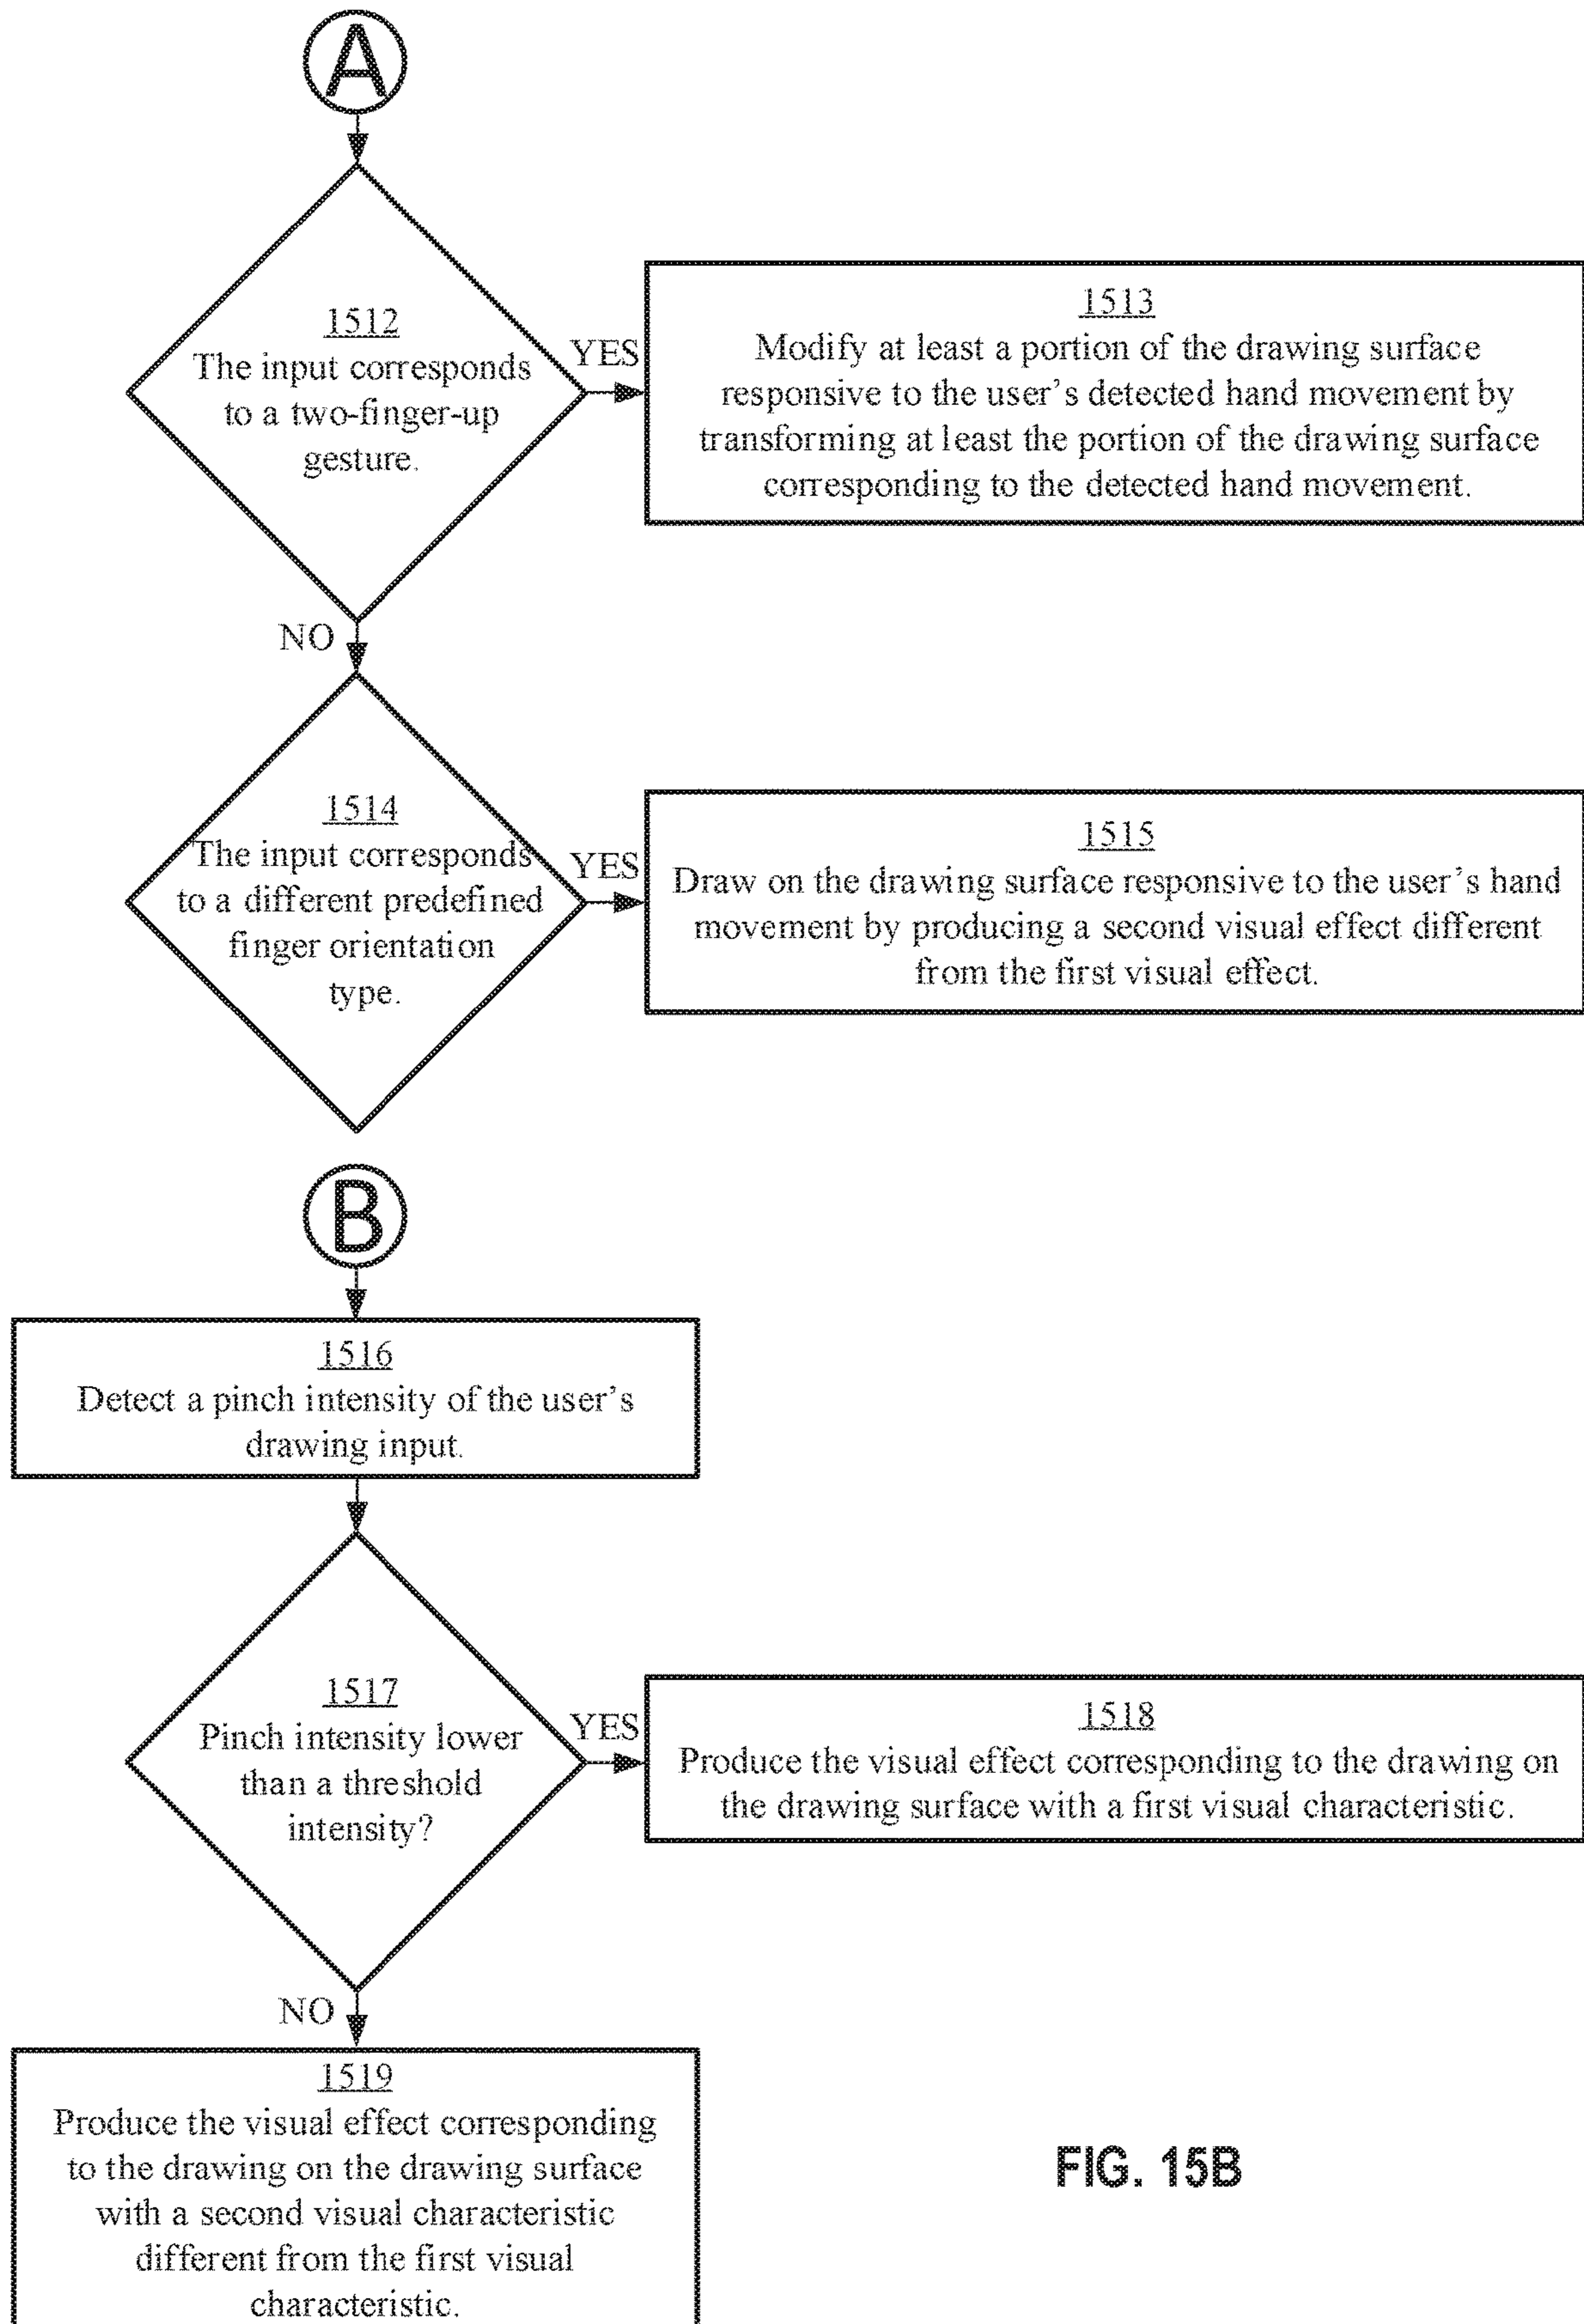 A
1512
The input corresponds
to a two-finger-up
gesture.
YES
1513
Modify at least a portion of the drawing surface
responsive to the user’s detected hand movement by
transforming at least the portion of the drawing surface
corresponding to the detected hand movement.
NO
1514
The input corresponds
to a different predefined
finger orientation
type.
YES
1515
Draw on the drawing surface responsive to the user’s hand
movement by producing a second visual effect different
from the first visual effect.
B
1516
Detect a pinch intensity of the user’s
drawing input.
1517
Pinch intensity lower
than a threshold
intensity?
YES
1518
Produce the visual effect corresponding to the drawing on
the drawing surface with a first visual characteristic.
NO
1519
Produce the visual effect corresponding
to the drawing on the drawing surface
with a second visual characteristic
different from the first visual
characteristic.
FIG. 15B